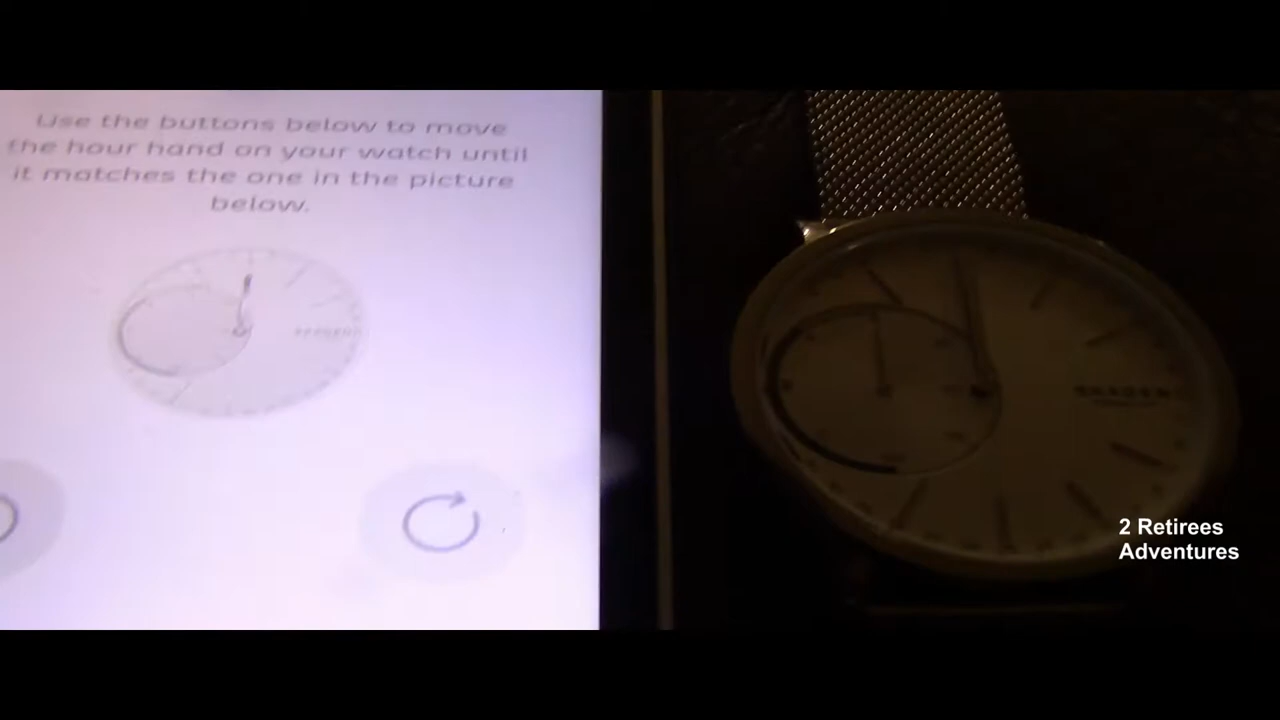 Use the buttons below to move
the hour hand on your watch until
it matches the one in the picture
below.
SKAGEN
2 Retirees
Adventures